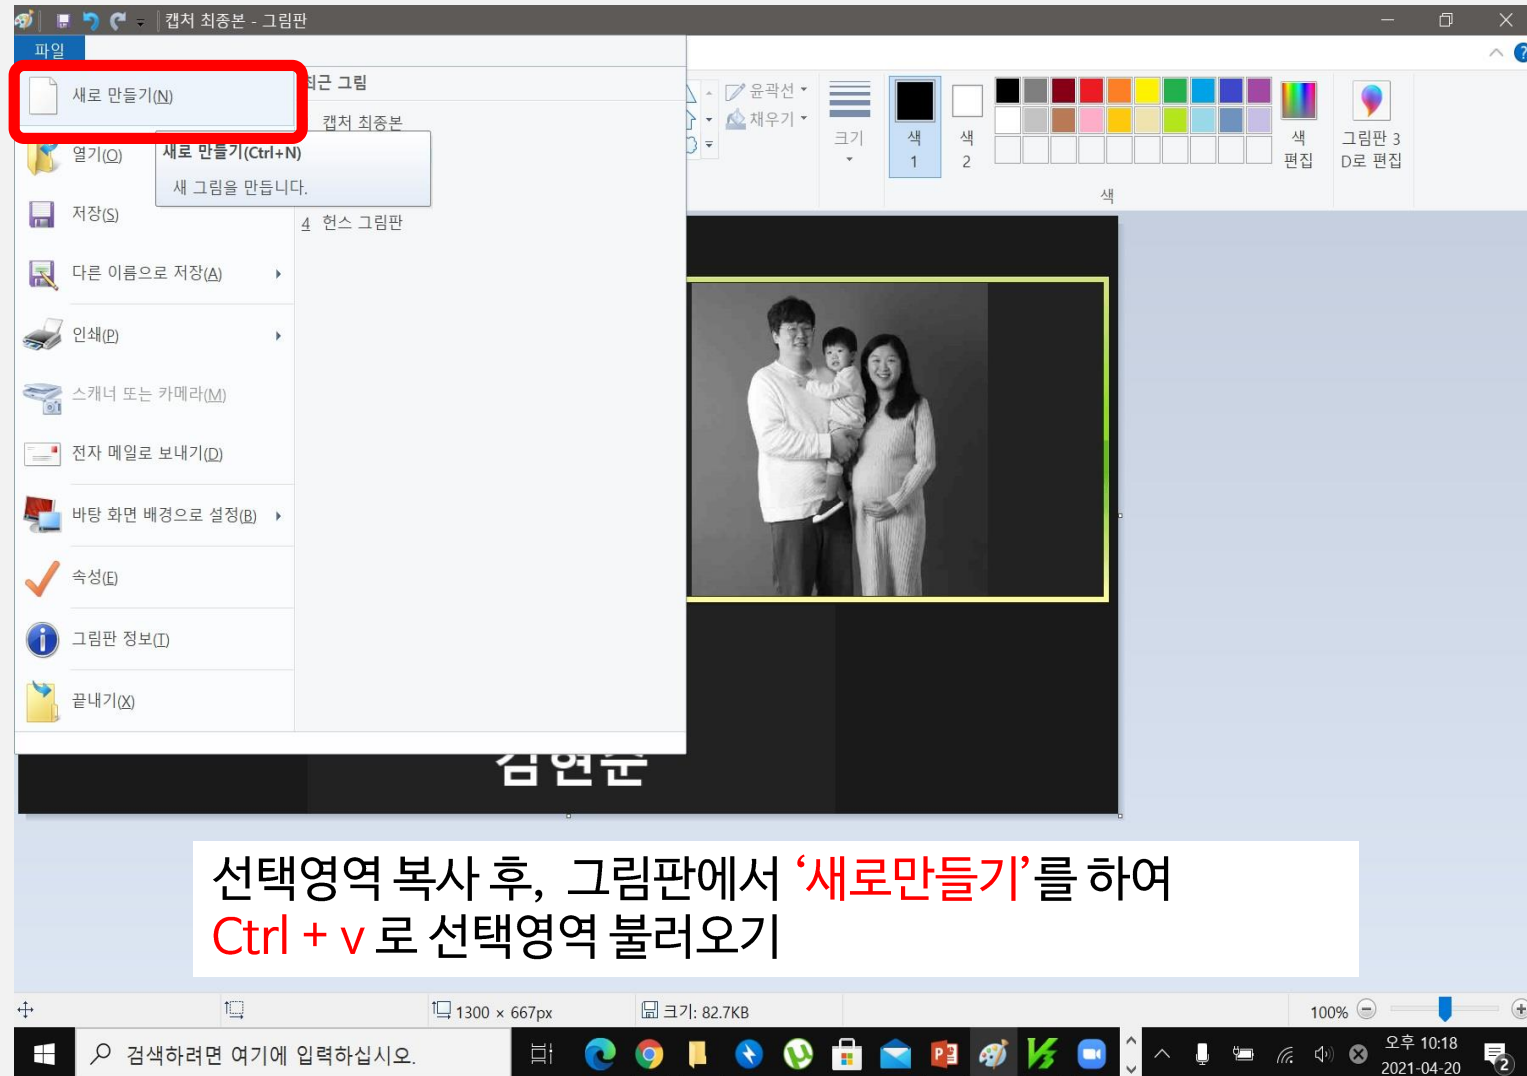 캡처 최종본 - 그림판
파일
새로 만들기(N)
최근 그림
캡처 최종본
새로 만들기(Ctrl+N)
새 그림을 만듭니다.
열기(O)
저장(S)
4 헌스 그림판
다른 이름으로 저장(A)
인쇄(P)
스캐너 또는 카메라(M)
전자 메일로 보내기(D)
바탕 화면 배경으로 설정(B)
속성(E)
그림판 정보(T)
끝내기(X)
윤곽선
채우기
크기
색
1
색
2
색
편집
그림판 3
D로 편집
색
김현준
선택영역 복사 후, 그림판에서 ‘새로만들기’를 하여
Ctrl + v 로 선택영역 불러오기
1300 × 667px
크기: 82.7KB
100%
검색하려면 여기에 입력하십시오.
오후 10:18
2021-04-20
2